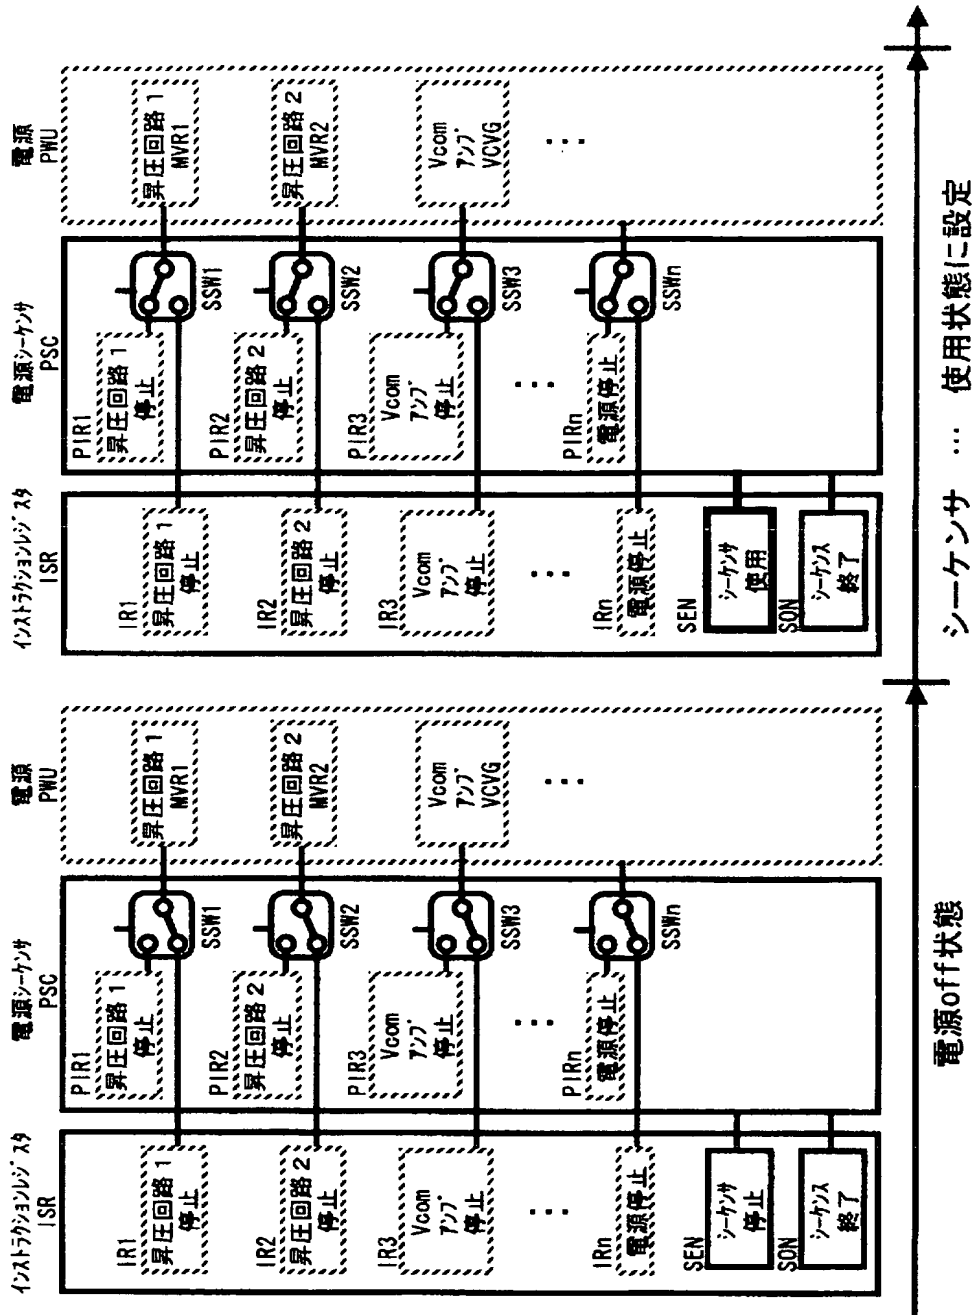 インストラクションレジスタ
ISR
IR1
昇圧回路1
停止
IR2
昇圧回路2
停止
IR3
Vcom
アンプ
停止
...
IRn
電源停止
SEN
シーケンサ
停止
SON
シーケンス
終了
電源シーケンサ
PSC
PIR1
昇圧回路1
停止
PIR2
昇圧回路2
停止
PIR3
Vcom
アンプ
停止
...
PIRn
電源停止
SSW1
SSW2
SSW3
SSWn
電源
PWU
昇圧回路1
MVR1
昇圧回路2
MVR2
Vcom
アンプ
VCVG
...
電源off状態
インストラクションレジスタ
ISR
IR1
昇圧回路1
停止
IR2
昇圧回路2
停止
IR3
Vcom
アンプ
停止
...
IRn
電源停止
SEN
シーケンサ
使用
SON
シーケンス
終了
電源シーケンサ
PSC
PIR1
昇圧回路1
停止
PIR2
昇圧回路2
停止
PIR3
Vcom
アンプ
停止
...
PIRn
電源停止
SSW1
SSW2
SSW3
SSWn
電源
PWU
昇圧回路1
MVR1
昇圧回路2
MVR2
Vcom
アンプ
VCVG
...
シーケンサ … 使用状態に設定